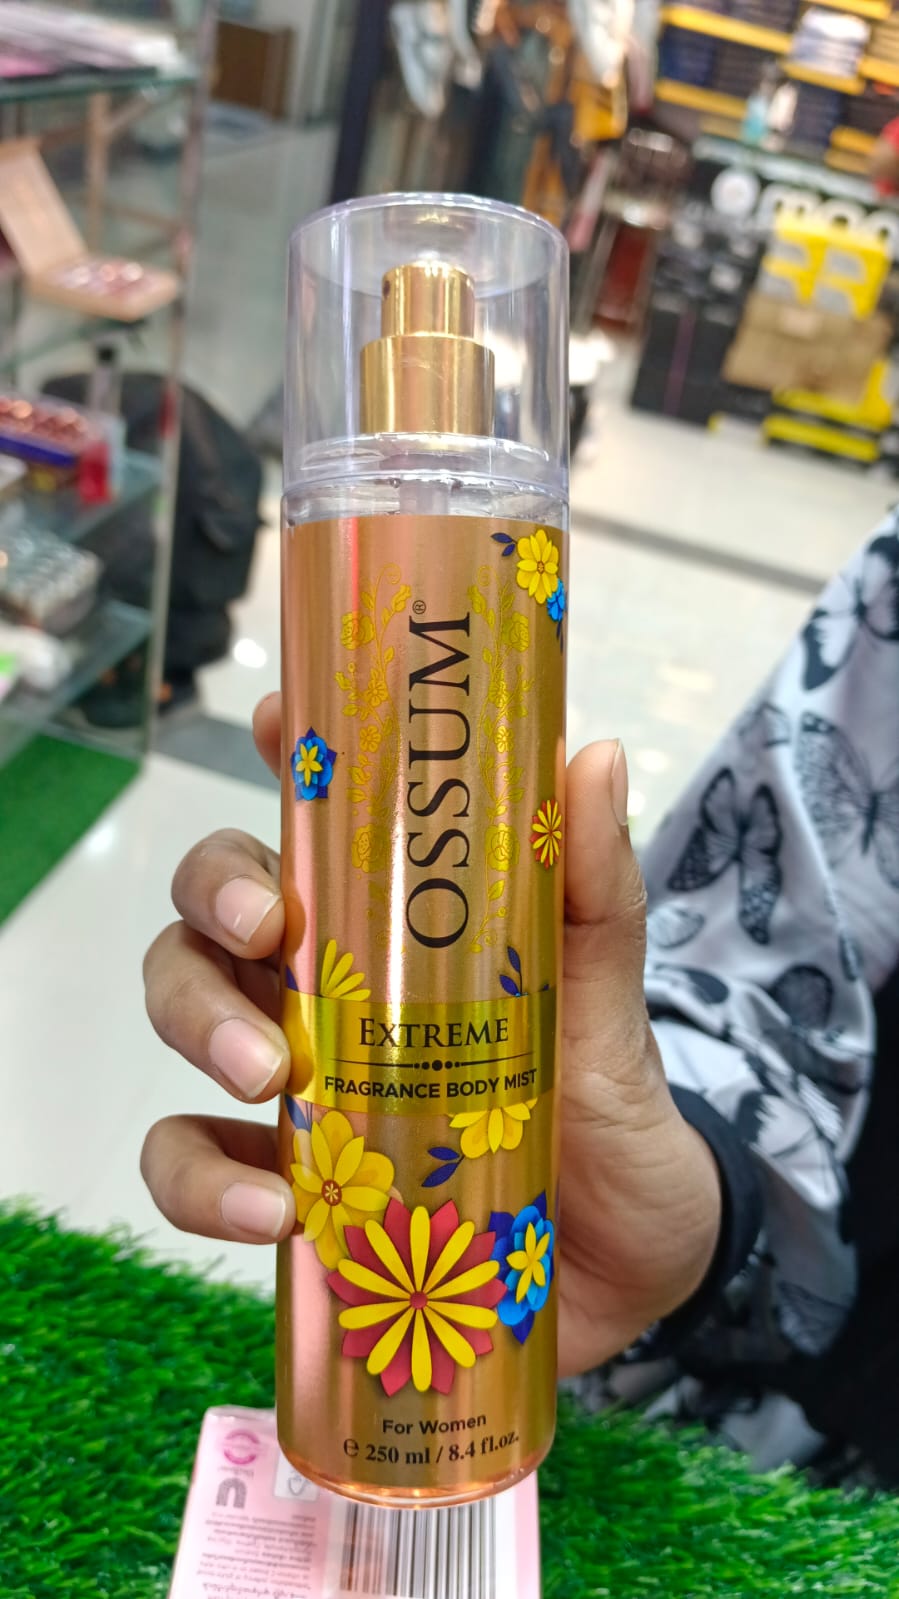 OSSUM®
EXTREME
FRAGRANCE BODY MIST
For Women
℮ 250 ml / 8.4 fl.oz.